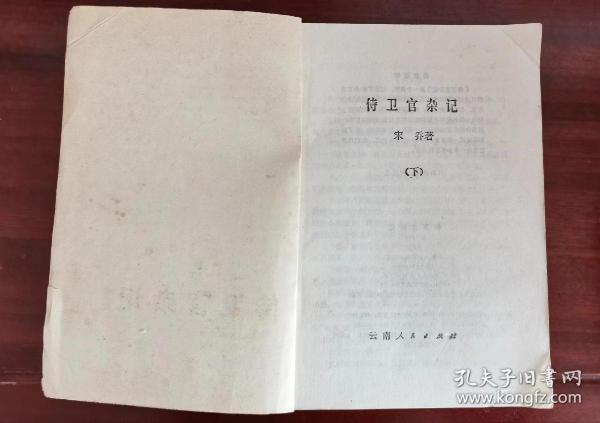 侍卫官杂记
宋 乔著
（下）
云南人民出版社
孔夫子旧书网
www.kongfz.com